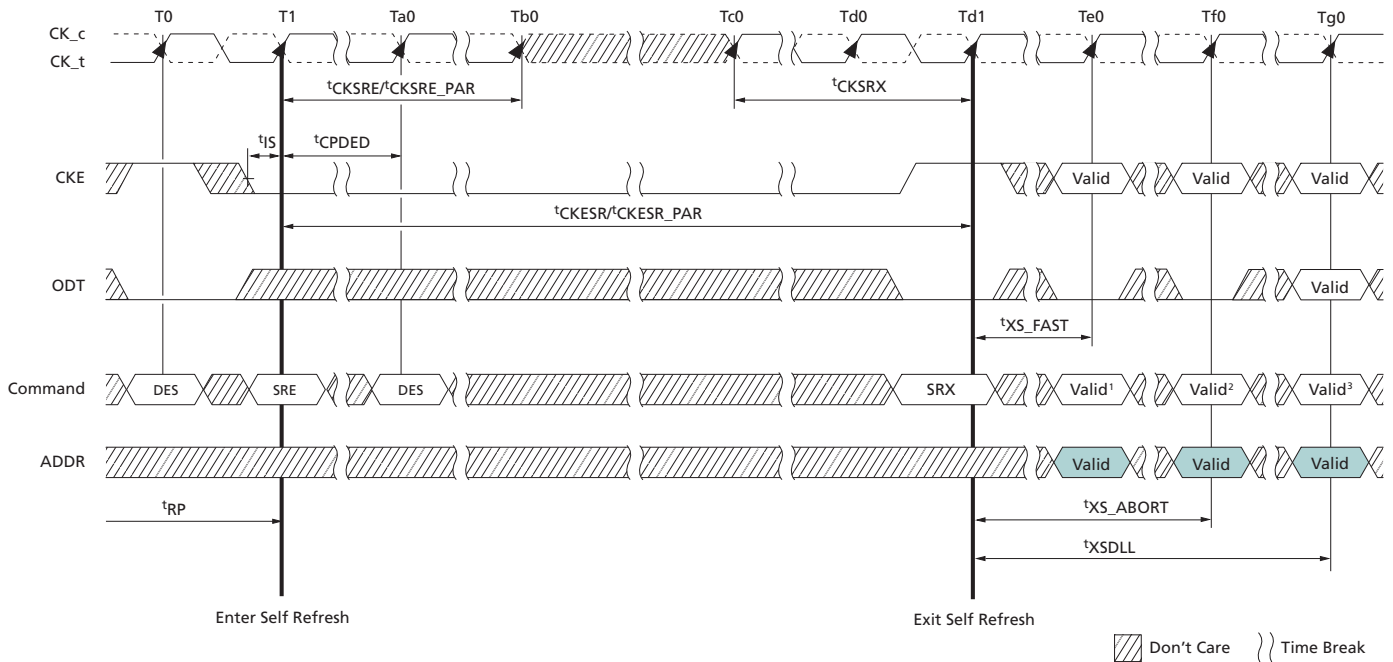 T0 T1 Ta0 Tb0 Tc0 Td0 Td1 Te0 Tf0 Tg0
CK_c
CK_t
tCKSRE/tCKSRE_PAR tCKSRX
tIS tCPDED
CKE Valid Valid Valid
tCKESR/tCKESR_PAR
ODT Valid
tXS_FAST
Command DES SRE DES SRX Valid1 Valid2 Valid3
ADDR Valid Valid Valid
tRP tXS_ABORT
tXSDLL
Enter Self Refresh Exit Self Refresh
Don't Care Time Break